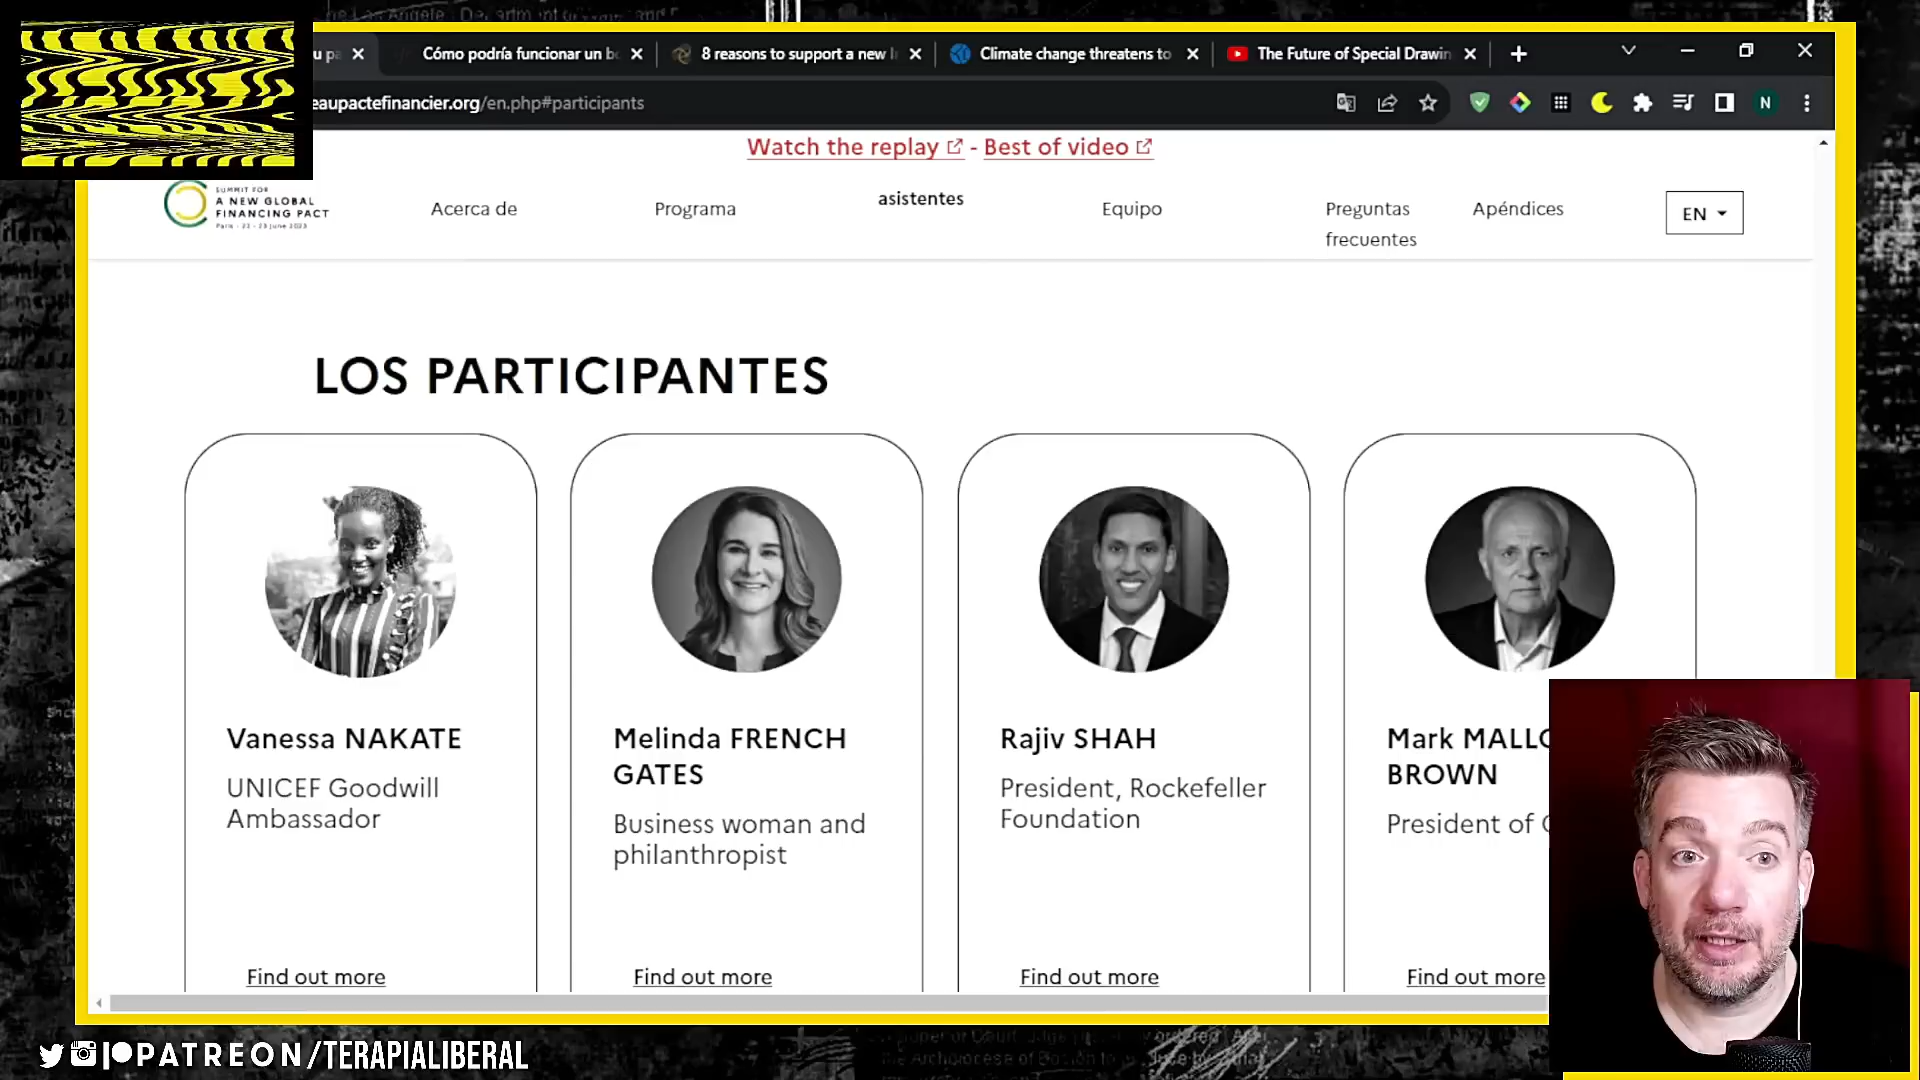 Cómo podría funcionar un b
8 reasons to support a new
Climate change threatens to
The Future of Special Drawin
eaupactefinancier.org/en.php#participants
N
Watch the replay - Best of video
SUMMIT FOR
A NEW GLOBAL
FINANCING PACT
Acerca de
Programa
asistentes
Equipo
Preguntas
frecuentes
Apéndices
EN
LOS PARTICIPANTES
Vanessa NAKATE
UNICEF Goodwill
Ambassador
Find out more
Melinda FRENCH
GATES
Business woman and
philanthropist
Find out more
Rajiv SHAH
President, Rockefeller
Foundation
Find out more
Mark MALLO
BROWN
President of
Find out more
PATREON/TERAPIALIBERAL